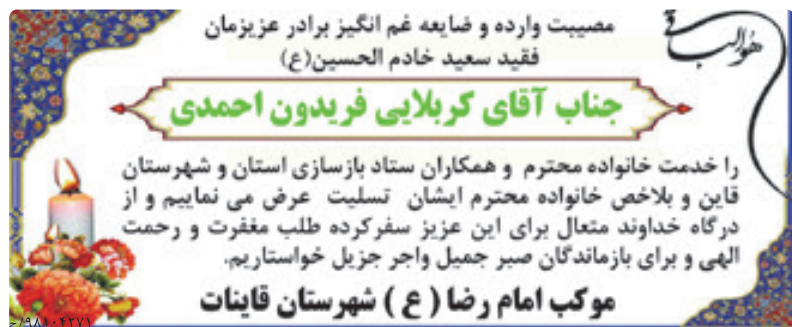 هوالباقی
مصیبت وارده و ضایعه غم انگیز برادر عزیزمان
فقید سعید خادم الحسین(ع)
جناب آقای کربلایی فریدون احمدی
را خدمت خانواده محترم و همکاران ستاد بازسازی استان و شهرستان
قاین و بلاخص خانواده محترم ایشان تسلیت عرض می نماییم و از
درگاه خداوند متعال برای این عزیز سفرکرده طلب مغفرت و رحمت
الهی و برای بازماندگان صبر جمیل واجر جزیل خواستاریم.
موکب امام رضا ( ع ) شهرستان قاینات
۹۸۱۰۴۲۷۱/ح